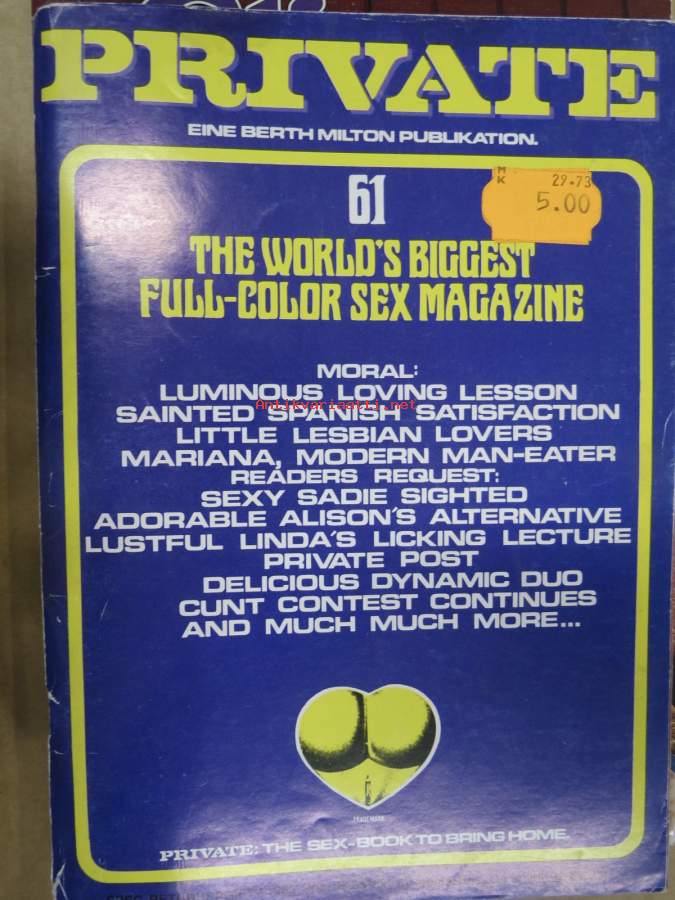 PRIVATE
EINE BERTH MILTON PUBLIKATION.
61
MK
29.73
5.00
THE WORLD'S BIGGEST
FULL-COLOR SEX MAGAZINE
MORAL:
LUMINOUS LOVING LESSON
SAINTED SPANISH SATISFACTION
Antikvariaatti.net
LITTLE LESBIAN LOVERS
MARIANA, MODERN MAN-EATER
READERS REQUEST:
SEXY SADIE SIGHTED
ADORABLE ALISON'S ALTERNATIVE
LUSTFUL LINDA'S LICKING LECTURE
PRIVATE POST
DELICIOUS DYNAMIC DUO
CUNT CONTEST CONTINUES
AND MUCH MUCH MORE...
TRADE MARK
PRIVATE: THE SEX-BOOK TO BRING HOME.